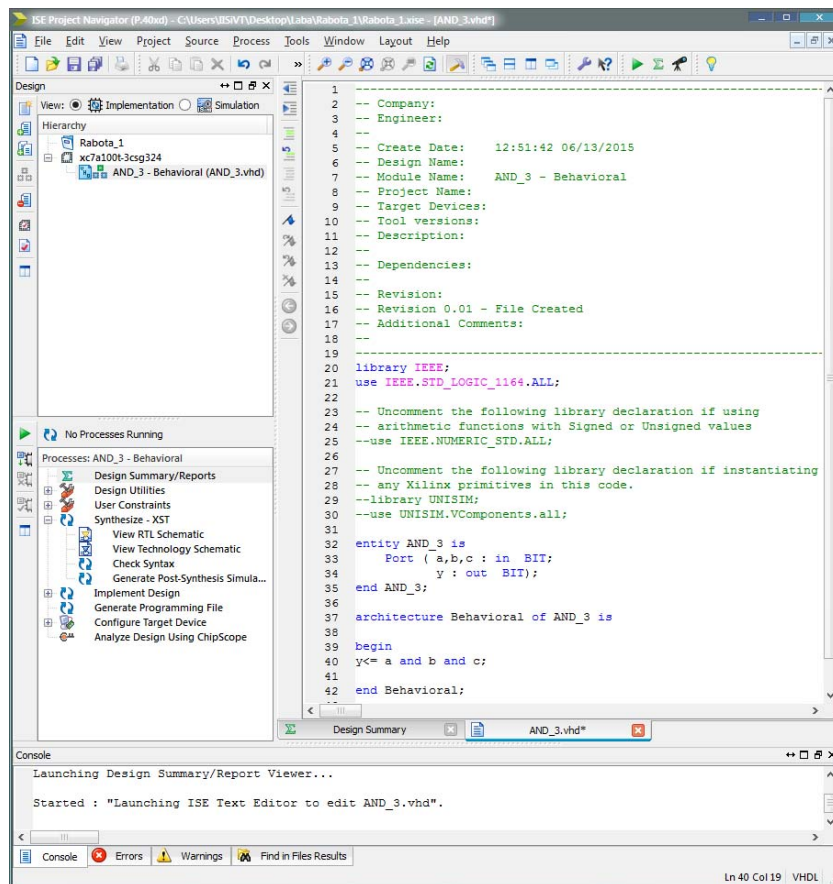 ISE Project Navigator (P.40xd) - C:\Users\IISiVT\Desktop\Laba\Rabota_1\Rabota_1.xise - [AND_3.vhd*]
File Edit View Project Source Process Tools Window Layout Help
Design
View: Implementation Simulation
Hierarchy
Rabota_1
xc7a100t-3csg324
AND_3 - Behavioral (AND_3.vhd)
No Processes Running
Processes: AND_3 - Behavioral
Design Summary/Reports
Design Utilities
User Constraints
Synthesize - XST
View RTL Schematic
View Technology Schematic
Check Syntax
Generate Post-Synthesis Simula...
Implement Design
Generate Programming File
Configure Target Device
Analyze Design Using ChipScope
1 ----------------------------------------------------------------------
2 -- Company:
3 -- Engineer:
4 --
5 -- Create Date:    12:51:42 06/13/2015
6 -- Design Name:
7 -- Module Name:    AND_3 - Behavioral
8 -- Project Name:
9 -- Target Devices:
10 -- Tool versions:
11 -- Description:
12 --
13 -- Dependencies:
14 --
15 -- Revision:
16 -- Revision 0.01 - File Created
17 -- Additional Comments:
18 --
19 ----------------------------------------------------------------------
20 library IEEE;
21 use IEEE.STD_LOGIC_1164.ALL;
22
23 -- Uncomment the following library declaration if using
24 -- arithmetic functions with Signed or Unsigned values
25 --use IEEE.NUMERIC_STD.ALL;
26
27 -- Uncomment the following library declaration if instantiating
28 -- any Xilinx primitives in this code.
29 --library UNISIM;
30 --use UNISIM.VComponents.all;
31
32 entity AND_3 is
33     Port ( a,b,c : in  BIT;
34            y : out  BIT);
35 end AND_3;
36
37 architecture Behavioral of AND_3 is
38
39 begin
40 y<= a and b and c;
41
42 end Behavioral;
Design Summary AND_3.vhd*
Console
Launching Design Summary/Report Viewer...
Started : "Launching ISE Text Editor to edit AND_3.vhd".
Console Errors Warnings Find in Files Results
Ln 40 Col 19 VHDL